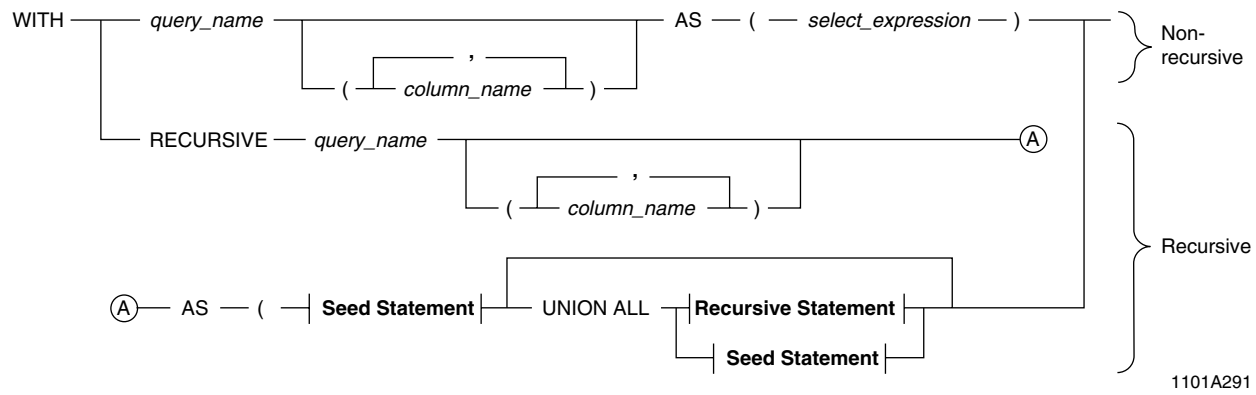 WITH query_name AS ( select_expression ) Non-
recursive
,
( column_name )
RECURSIVE query_name A
,
( column_name )
Recursive
A AS ( Seed Statement UNION ALL Recursive Statement
Seed Statement
1101A291